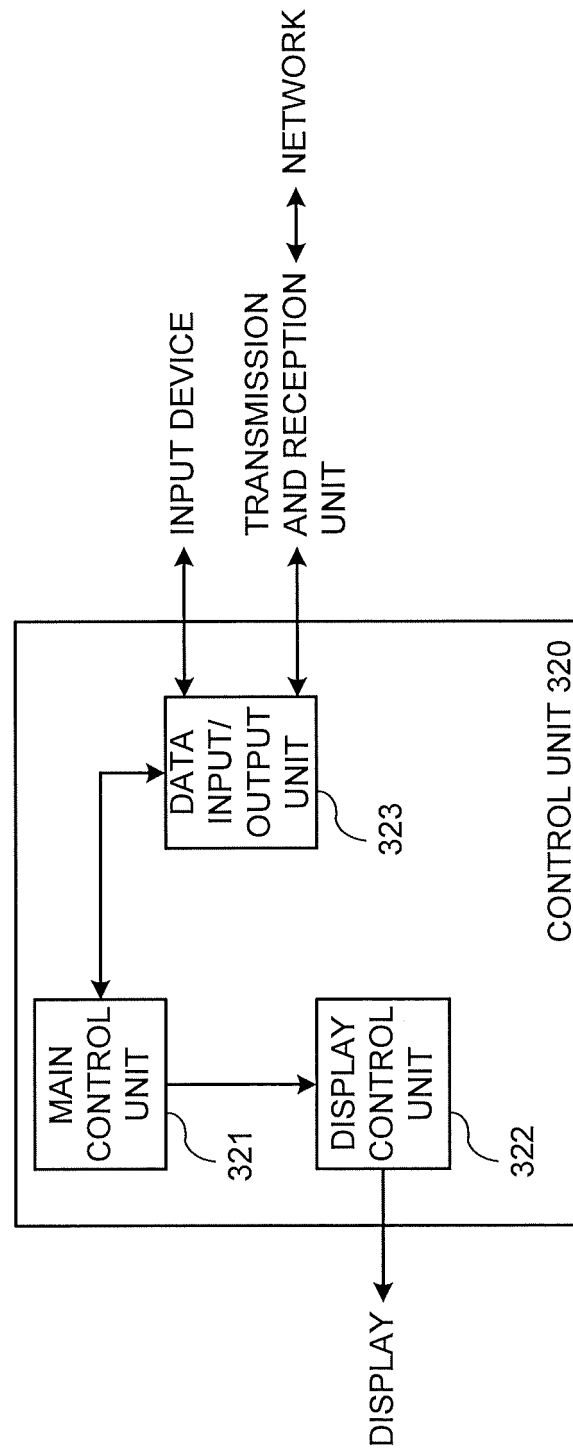 MAIN
CONTROL
UNIT
321
DISPLAY
CONTROL
UNIT
322
DISPLAY
DATA
INPUT/
OUTPUT
UNIT
323
INPUT DEVICE
TRANSMISSION
AND RECEPTION
UNIT
NETWORK
CONTROL UNIT 320